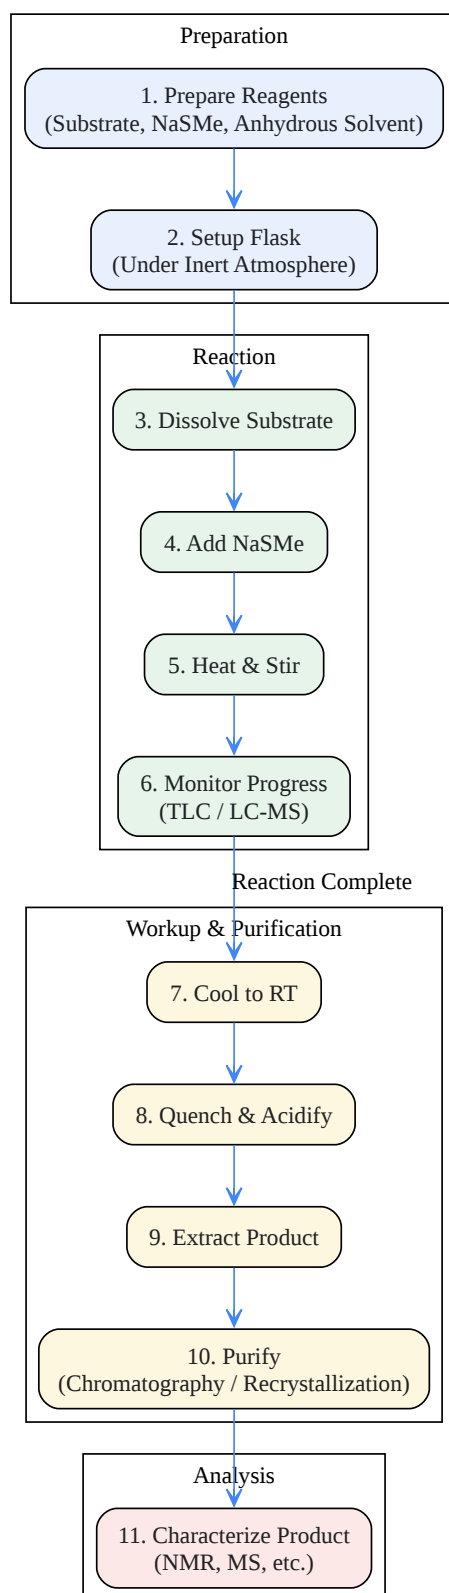 Preparation
1. Prepare Reagents
(Substrate, NaSMe, Anhydrous Solvent)
2. Setup Flask
(Under Inert Atmosphere)
Reaction
3. Dissolve Substrate
4. Add NaSMe
5. Heat & Stir
6. Monitor Progress
(TLC / LC-MS)
Reaction Complete
Workup & Purification
7. Cool to RT
8. Quench & Acidify
9. Extract Product
10. Purify
(Chromatography / Recrystallization)
Analysis
11. Characterize Product
(NMR, MS, etc.)